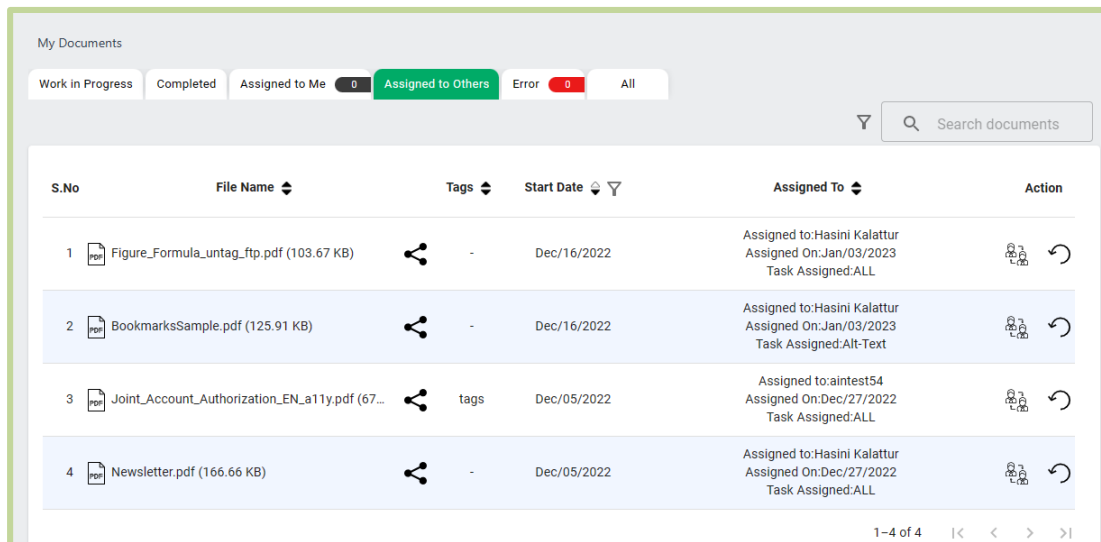 My Documents
Work in Progress Completed Assigned to Me 0 Assigned to Others Error 0 All
Search documents
S.No File Name Tags Start Date Assigned To Action
Assigned to:Hasini Kalattur
1 PDF Figure_Formula_untag_ftp.pdf (103.67 KB) - Dec/16/2022 Assigned On:Jan/03/2023
Task Assigned:ALL
Assigned to:Hasini Kalattur
2 PDF BookmarksSample.pdf (125.91 KB) - Dec/16/2022 Assigned On:Jan/03/2023
Task Assigned:Alt-Text
Assigned to:aintest54
3 PDF Joint_Account_Authorization_EN_a11y.pdf (67... tags Dec/05/2022 Assigned On:Dec/27/2022
Task Assigned:ALL
Assigned to:Hasini Kalattur
4 PDF Newsletter.pdf (166.66 KB) - Dec/05/2022 Assigned On:Dec/27/2022
Task Assigned:ALL
1–4 of 4